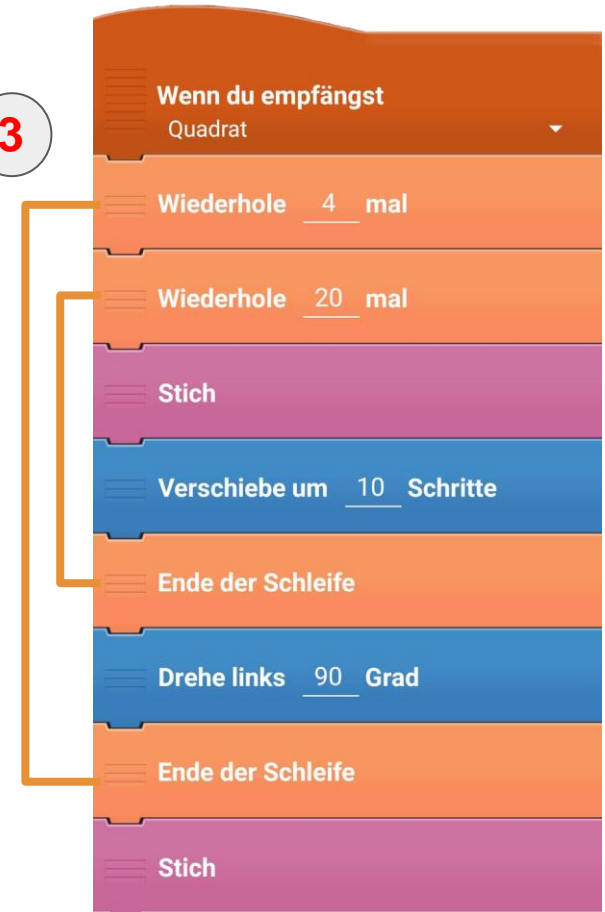 3
Wenn du empfängst
Quadrat
Wiederhole 4 mal
Wiederhole 20 mal
Stich
Verschiebe um 10 Schritte
Ende der Schleife
Drehe links 90 Grad
Ende der Schleife
Stich